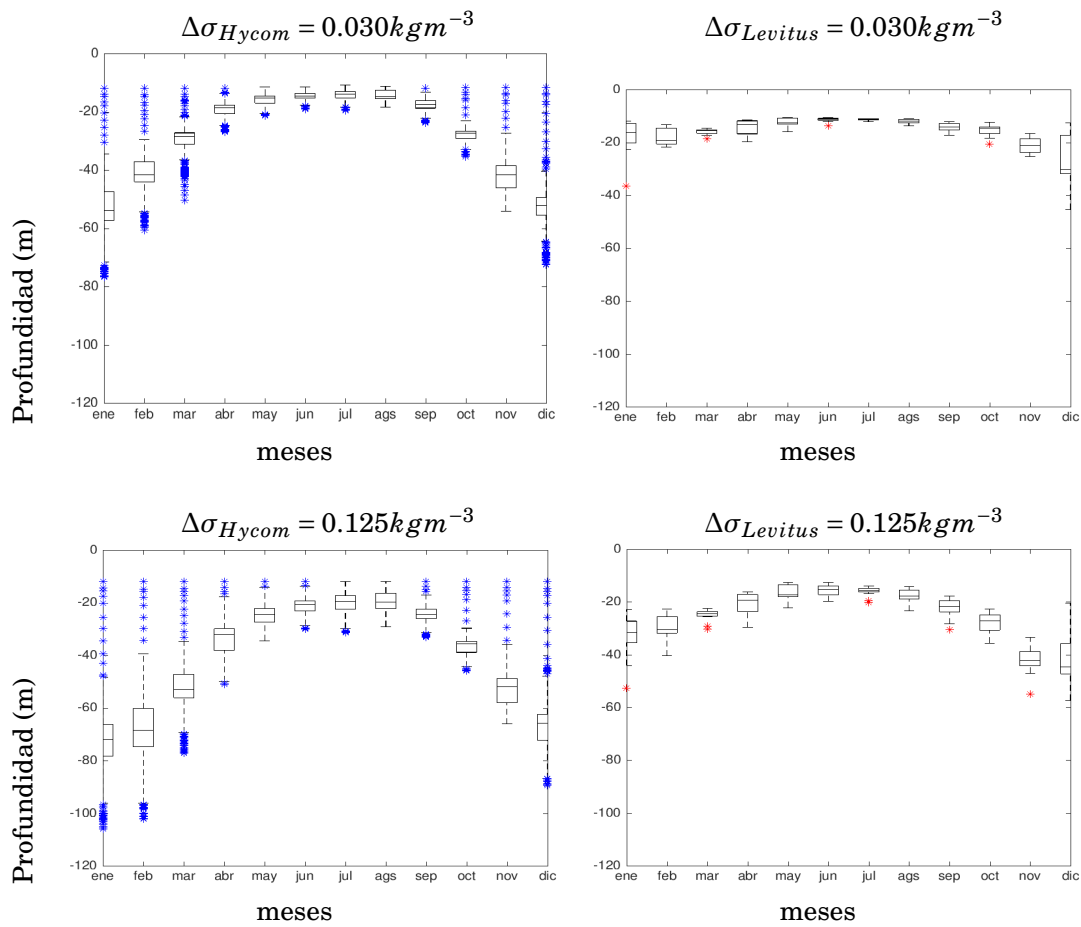 Δσ_Hycom = 0.030kgm⁻³
Δσ_Levitus = 0.030kgm⁻³
Profundidad (m)
0
-20
-40
-60
-80
-100
-120
ene feb mar abr may jun jul ags sep oct nov dic
meses
0
-20
-40
-60
-80
-100
-120
ene feb mar abr may jun jul ags sep oct nov dic
meses
Δσ_Hycom = 0.125kgm⁻³
Δσ_Levitus = 0.125kgm⁻³
Profundidad (m)
0
-20
-40
-60
-80
-100
-120
ene feb mar abr may jun jul ags sep oct nov dic
meses
0
-20
-40
-60
-80
-100
-120
ene feb mar abr may jun jul ags sep oct nov dic
meses